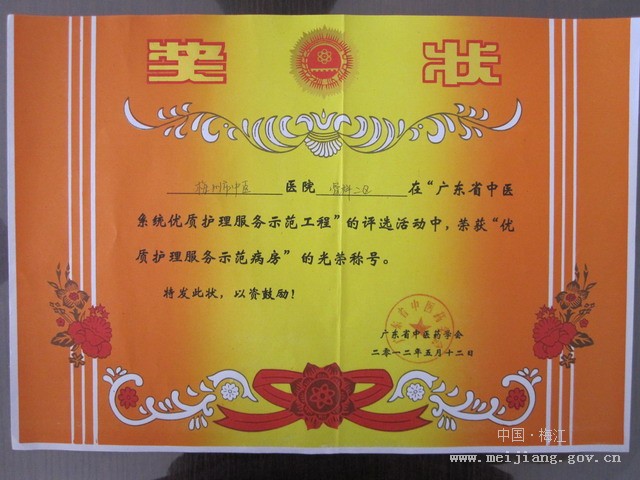 奖状
梅州市中医 医院 骨科二区 在“广东省中医
系统优质护理服务示范工程”的评选活动中，荣获“优
质护理服务示范病房”的光荣称号。
特发此状，以资鼓励！
广东省中医药学会
二零一二年五月十二日
中国·梅江
www.meijiang.gov.cn